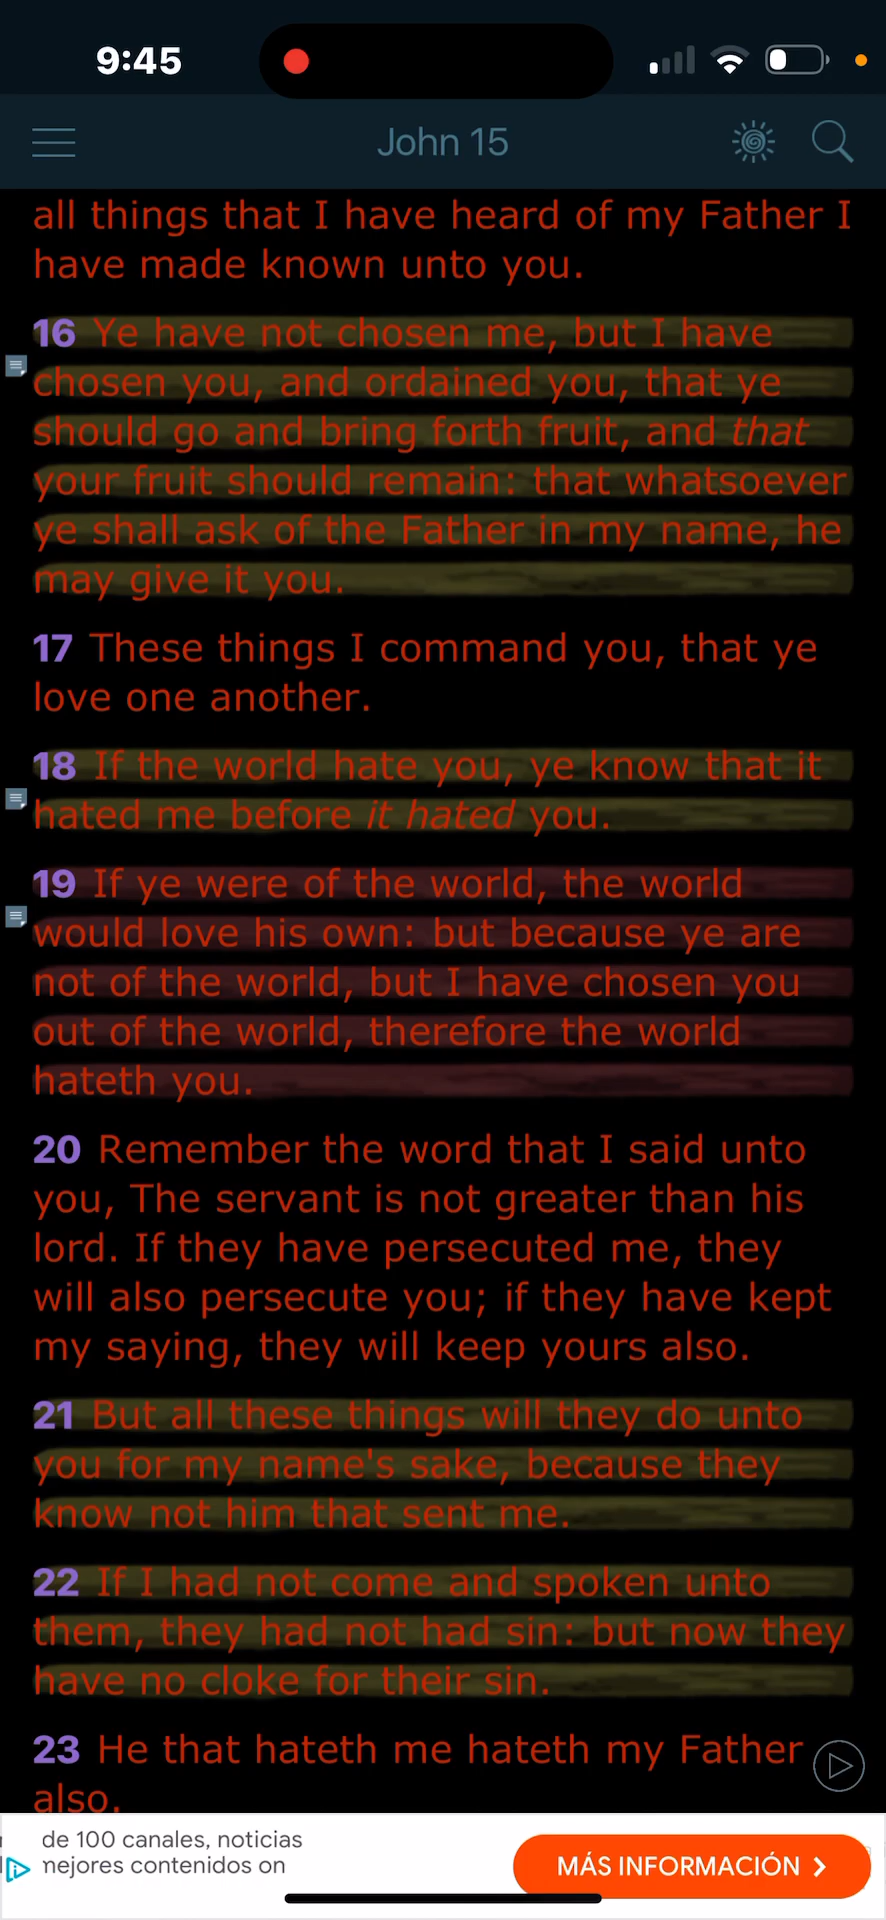 9:45
John 15
all things that I have heard of my Father I
have made known unto you.
16 Ye have not chosen me, but I have
chosen you, and ordained you, that ye
should go and bring forth fruit, and that
your fruit should remain: that whatsoever
ye shall ask of the Father in my name, he
may give it you.
17 These things I command you, that ye
love one another.
18 If the world hate you, ye know that it
hated me before it hated you.
19 If ye were of the world, the world
would love his own: but because ye are
not of the world, but I have chosen you
out of the world, therefore the world
hateth you.
20 Remember the word that I said unto
you, The servant is not greater than his
lord. If they have persecuted me, they
will also persecute you; if they have kept
my saying, they will keep yours also.
21 But all these things will they do unto
you for my name's sake, because they
know not him that sent me.
22 If I had not come and spoken unto
them, they had not had sin: but now they
have no cloke for their sin.
23 He that hateth me hateth my Father
also.
de 100 canales, noticias
mejores contenidos on
MÁS INFORMACIÓN